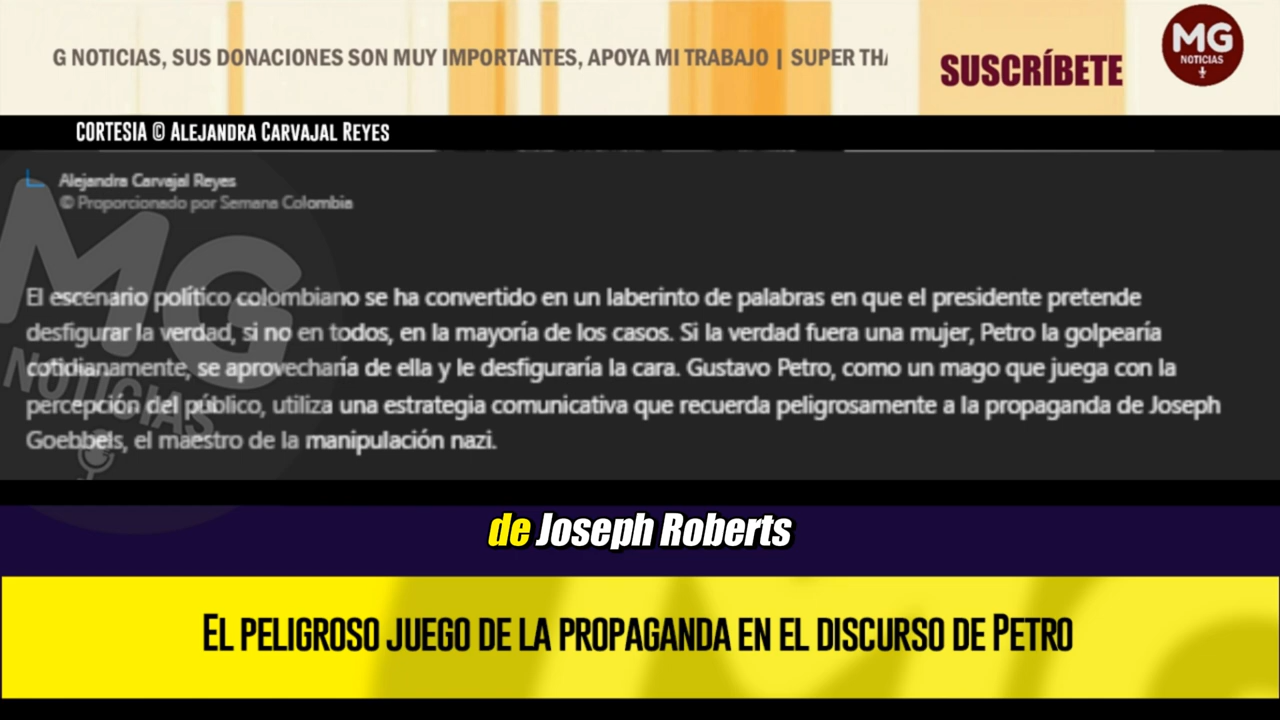 G NOTICIAS, SUS DONACIONES SON MUY IMPORTANTES, APOYA MI TRABAJO | SUPER THA
SUSCRÍBETE
MG
NOTICIAS
CORTESIA © ALEJANDRA CARVAJAL REYES
Alejandra Carvajal Reyes
© Proporcionado por Semana Colombia
MG
NOTICIAS
El escenario político colombiano se ha convertido en un laberinto de palabras en que el presidente pretende
desfigurar la verdad, si no en todos, en la mayoría de los casos. Si la verdad fuera una mujer, Petro la golpearía
cotidianamente, se aprovecharía de ella y le desfiguraría la cara. Gustavo Petro, como un mago que juega con la
percepción del público, utiliza una estrategia comunicativa que recuerda peligrosamente a la propaganda de Joseph
Goebbels, el maestro de la manipulación nazi.
de Joseph Roberts
EL PELIGROSO JUEGO DE LA PROPAGANDA EN EL DISCURSO DE PETRO